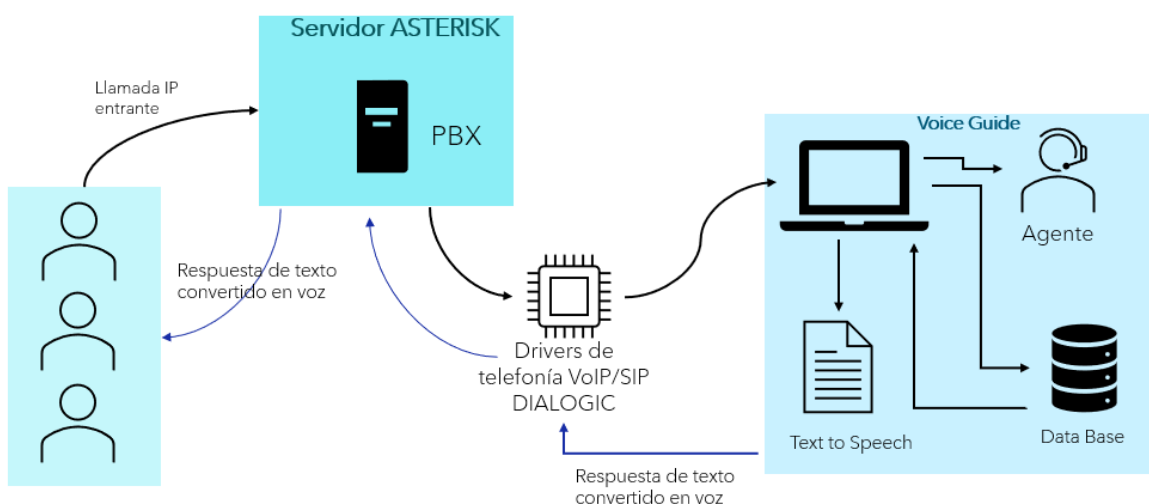 Servidor ASTERISK
Llamada IP
entrante
PBX
Voice Guide
Agente
Respuesta de texto
convertido en voz
Drivers de
telefonía VoIP/SIP
DIALOGIC
Text to Speech
Data Base
Respuesta de texto
convertido en voz